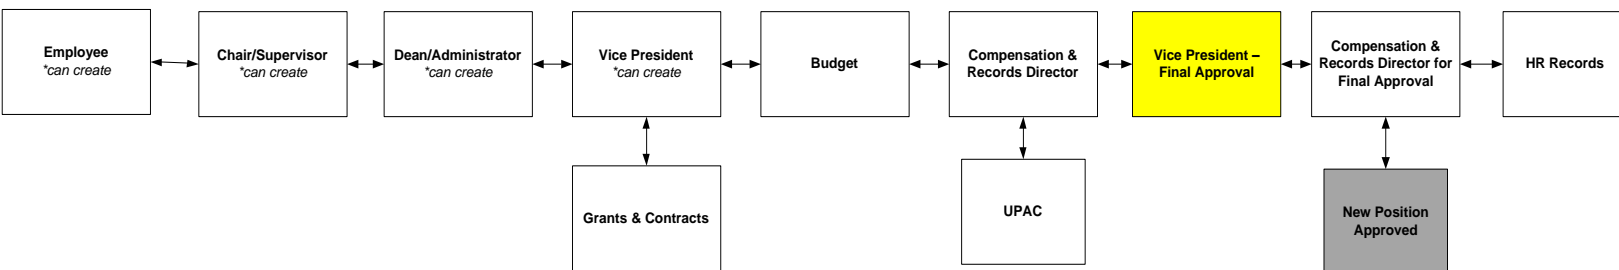 Employee
*can create
Chair/Supervisor
*can create
Dean/Administrator
*can create
Vice President
*can create
Budget
Compensation &
Records Director
Vice President –
Final Approval
Compensation &
Records Director for
Final Approval
HR Records
Grants & Contracts
UPAC
New Position
Approved